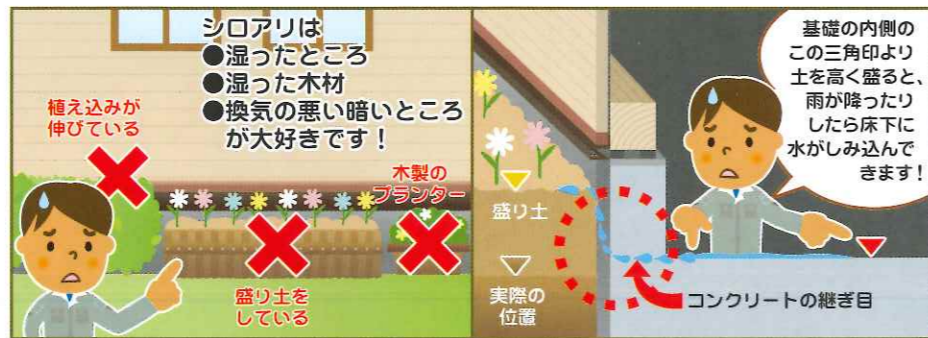 シロアリは
●湿ったところ
●湿った木材
●換気の悪い暗いところ
が大好きです！
植え込みが
伸びている
木製の
プランター
盛り土を
している
基礎の内側の
この三角印より
土を高く盛ると、
雨が降ったり
したら床下に
水がしみ込んで
きます！
盛り土
実際の
位置
コンクリートの継ぎ目